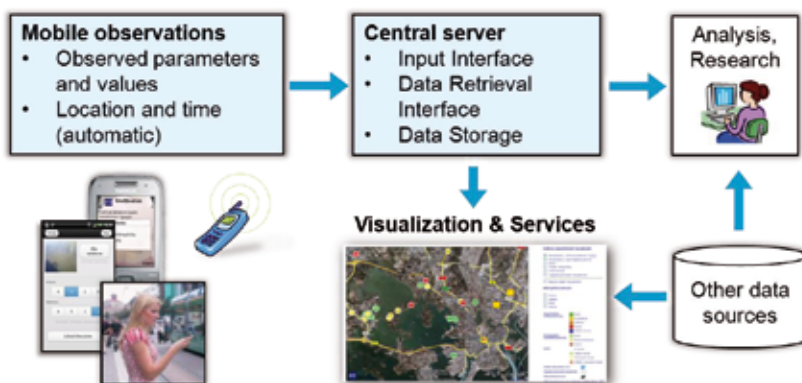 Mobile observations
• Observed parameters
and values
• Location and time
(automatic)
Central server
• Input Interface
• Data Retrieval
Interface
• Data Storage
Analysis,
Research
Visualization & Services
Other data
sources